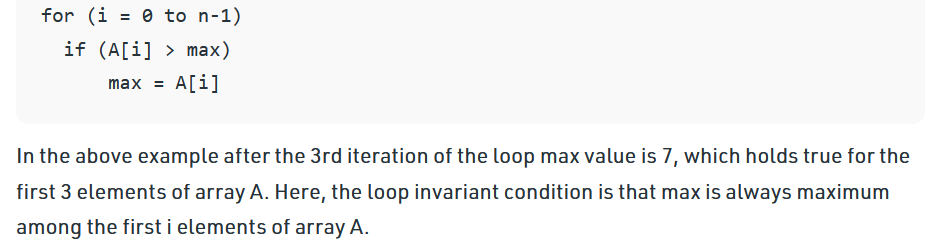 for (i = 0 to n-1)
if (A[i] > max)
max = A[i]
In the above example after the 3rd iteration of the loop max value is 7, which holds true for the
first 3 elements of array A. Here, the loop invariant condition is that max is always maximum
among the first i elements of array A.